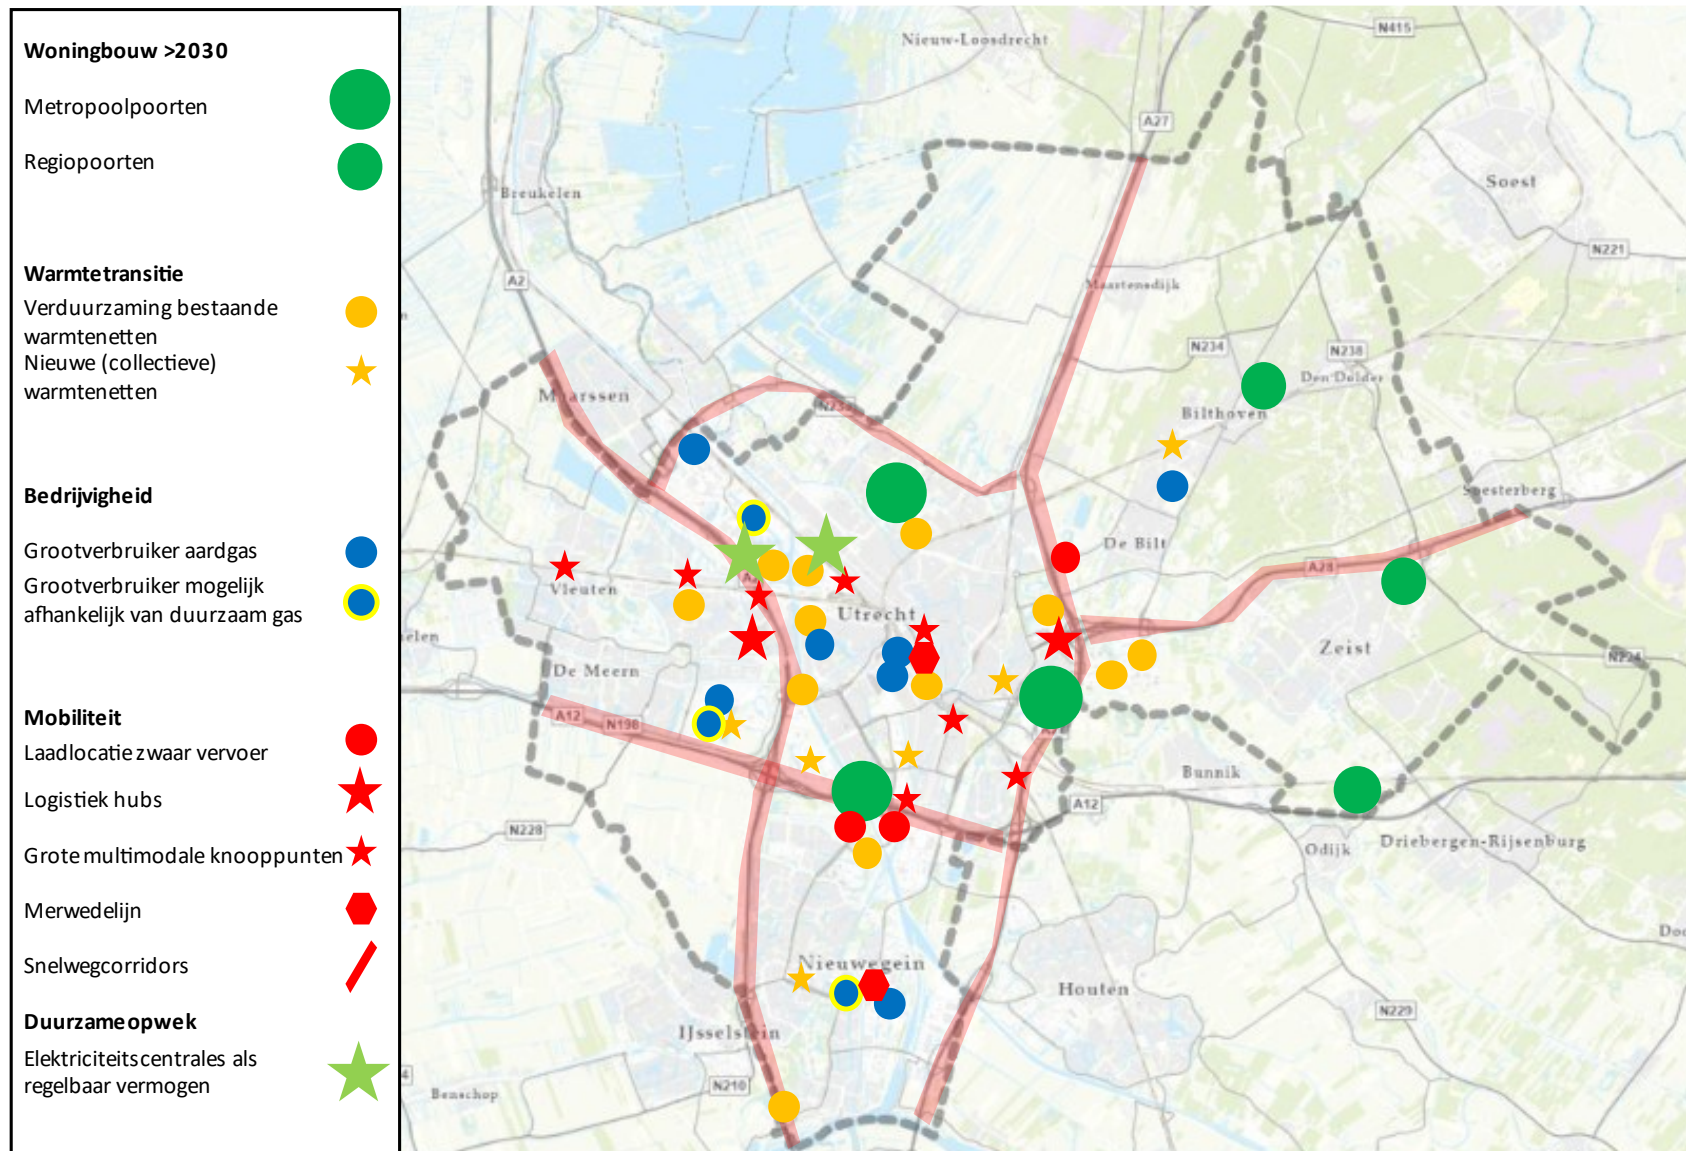 Woningbouw >2030
Metropoolpoorten
Regiopoorten
Warmtetransitie
Verduurzaming bestaande
warmtenetten
Nieuwe (collectieve)
warmtenetten
Bedrijvigheid
Grootverbruiker aardgas
Grootverbruiker mogelijk
afhankelijk van duurzaam gas
Mobiliteit
Laadlocatie zwaar vervoer
Logistiek hubs
Grote multimodale knooppunten
Merwedelijn
Snelwegcorridors
Duurzame opwek
Elektriciteitscentrales als
regelbaar vermogen
Nieuw-Loosdrecht
N415
A27
Soest
Breukelen
N221
A2
Maartensdijk
N234
N238
Den Dolder
Maarssen
Bilthoven
Soesterberg
De Bilt
A28
Vleuten
Utrecht
Zeist
N224
De Meern
A12
N198
Bunnik
A12
N228
Odijk
Driebergen-Rijsenburg
Nieuwegein
Houten
N229
IJsselstein
N210
Benschop